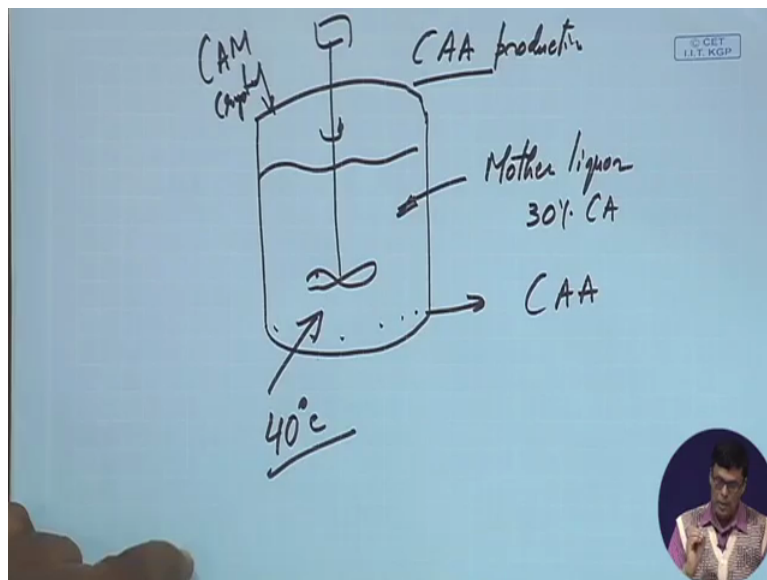 CAM
crystal
CAA production
© CET
I.I.T. KGP
Mother liquor
30% CA
CAA
40°c